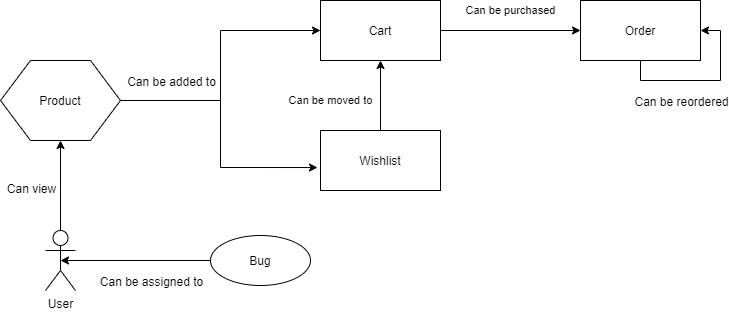 Can be purchased
Cart
Order
Can be added to
Product
Can be moved to
Can be reordered
Wishlist
Can view
Bug
Can be assigned to
User